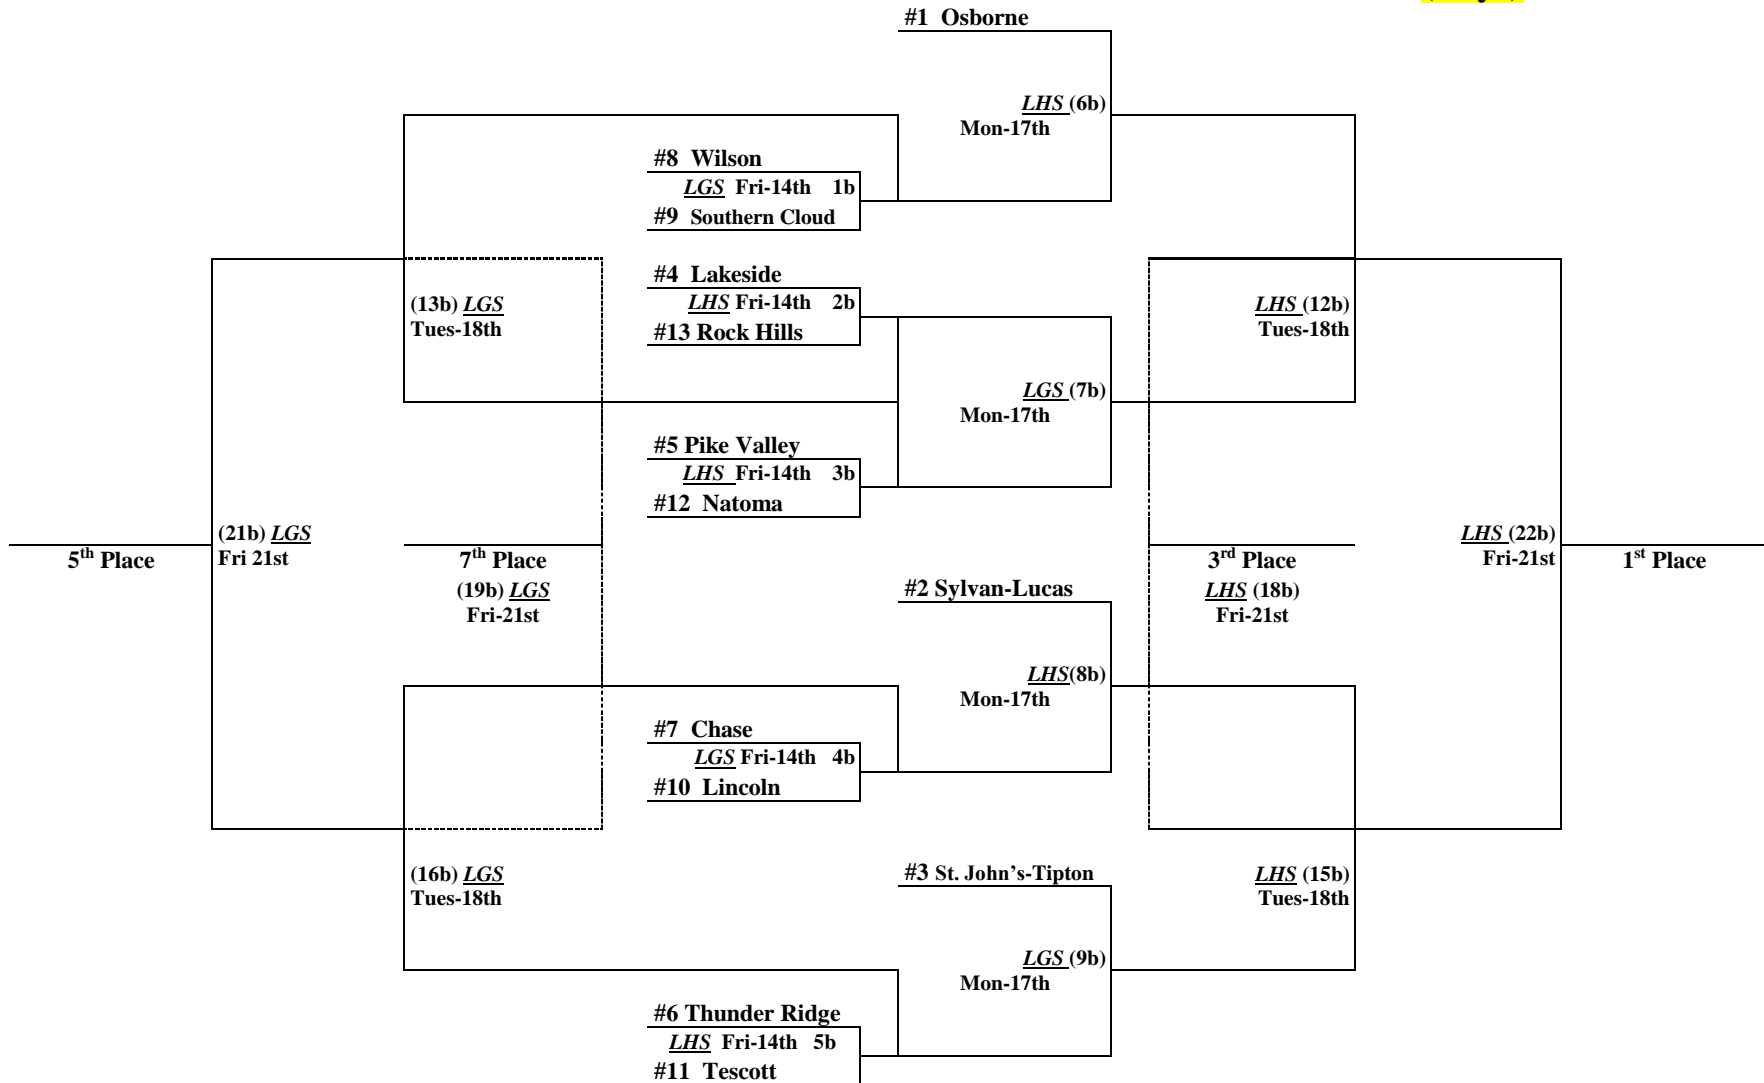 #1 Osborne
LHS (6b)
Mon-17th
#8 Wilson
LGS Fri-14th 1b
#9 Southern Cloud
#4 Lakeside
LHS Fri-14th 2b
#13 Rock Hills
(13b) LGS
Tues-18th
LHS (12b)
Tues-18th
LGS (7b)
Mon-17th
#5 Pike Valley
LHS Fri-14th 3b
#12 Natoma
(21b) LGS
Fri 21st
5th Place
7th Place
(19b) LGS
Fri-21st
3rd Place
LHS (18b)
Fri-21st
LHS (22b)
Fri-21st
1st Place
#2 Sylvan-Lucas
LHS(8b)
Mon-17th
#7 Chase
LGS Fri-14th 4b
#10 Lincoln
(16b) LGS
Tues-18th
#3 St. John's-Tipton
LHS (15b)
Tues-18th
LGS (9b)
Mon-17th
#6 Thunder Ridge
LHS Fri-14th 5b
#11 Tescott